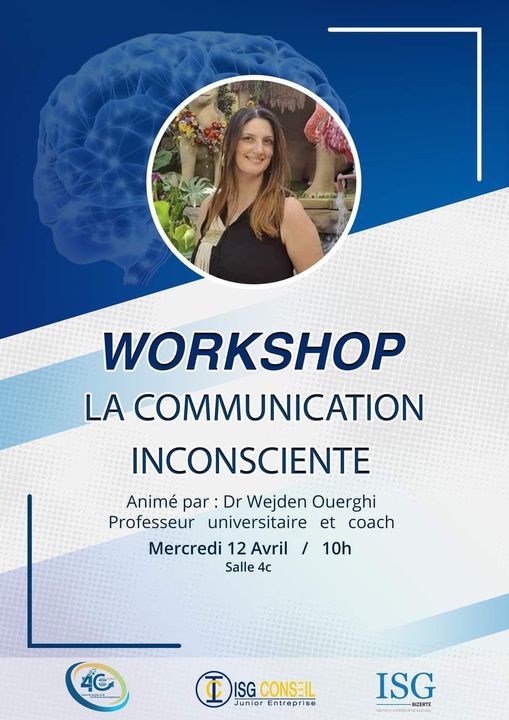 WORKSHOP
LA COMMUNICATION
INCONSCIENTE
Animé par : Dr Wejden Ouerghi
Professeur universitaire et coach
Mercredi 12 Avril / 10h
Salle 4c
4C
ISG CONSEIL
Junior Entreprise
ISG
BIZERTE